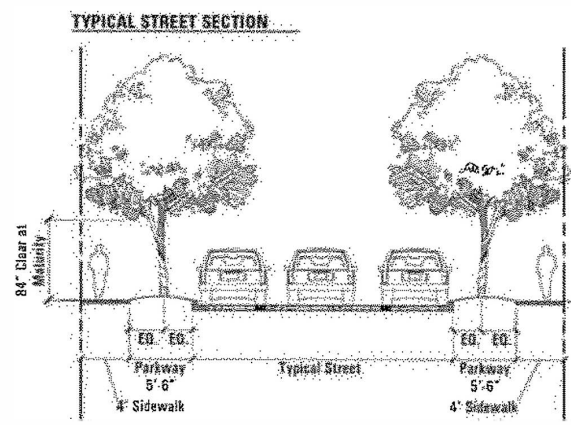 TYPICAL STREET SECTION
84" Clear at
Maturity
EQ. EQ.
EQ. EQ.
Parkway
5'-6"
Typical Street
Parkway
5'-6"
4' Sidewalk
4' Sidewalk